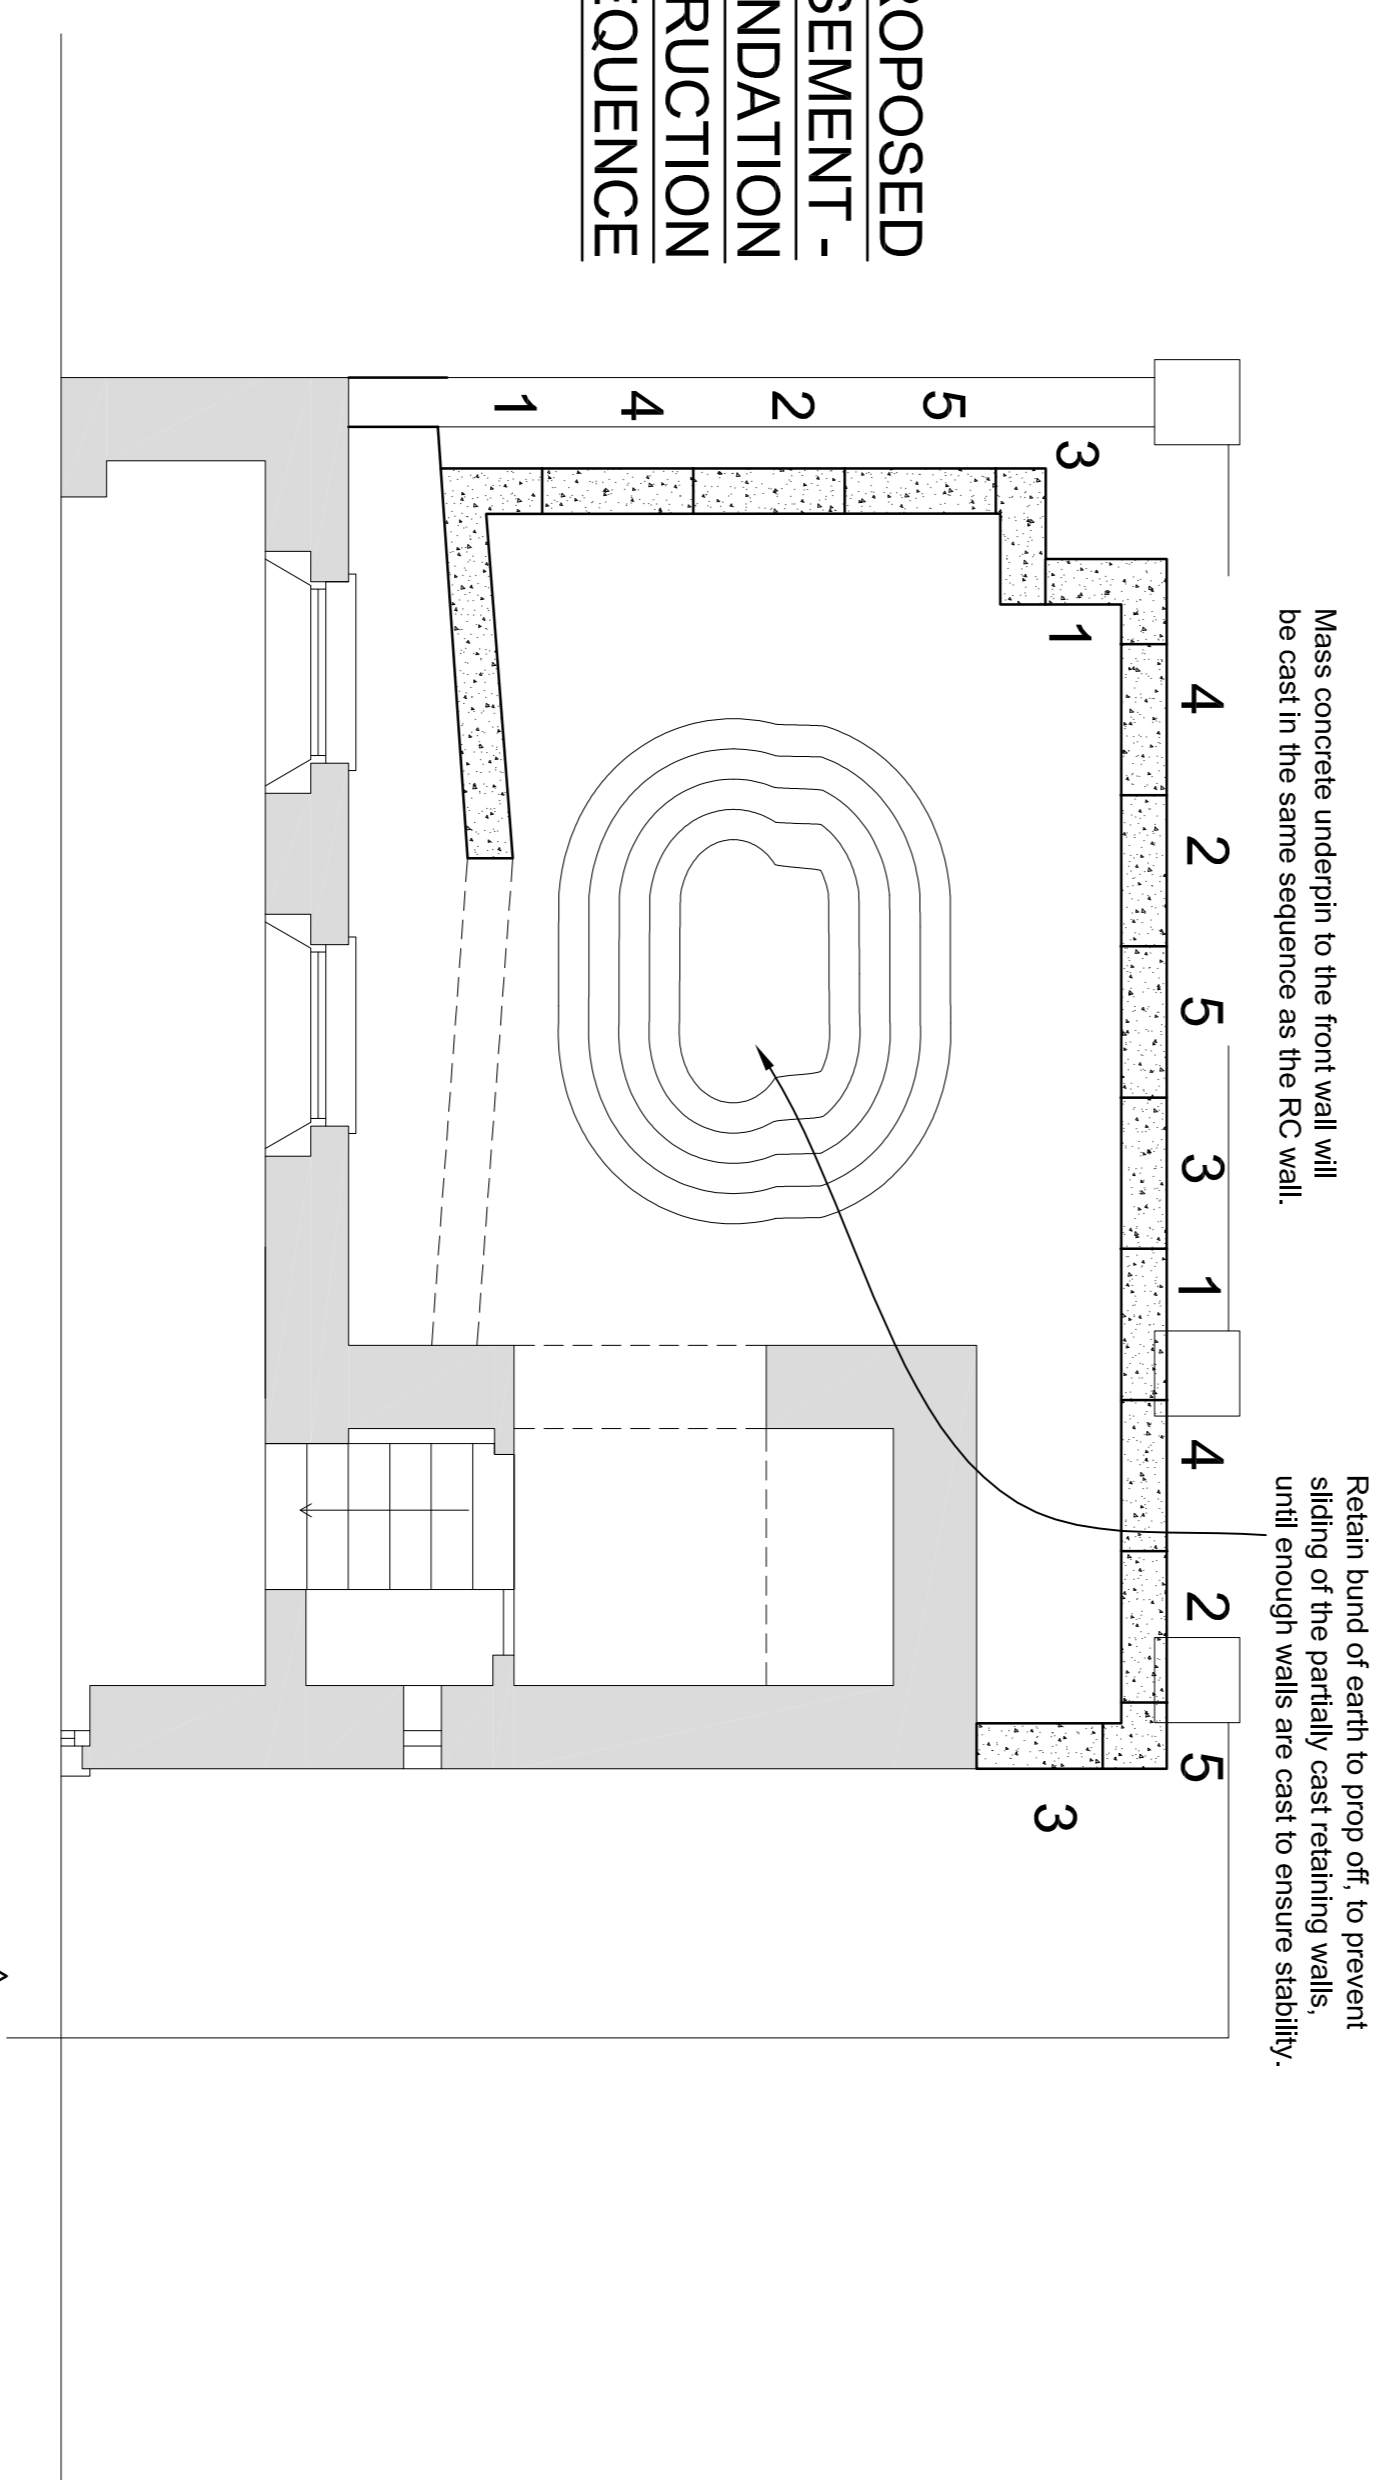 Mass concrete underpin to the front wall will
be cast in the same sequence as the RC wall.
Retain bund of earth to prop off, to prevent
sliding of the partially cast retaining walls,
until enough walls are cast to ensure stability.
4 2 5 3 1 4 2 5
3 1 3
5
2
4
1
ROPOSED
SEMENT -
NDATION
RUCTION
EQUENCE